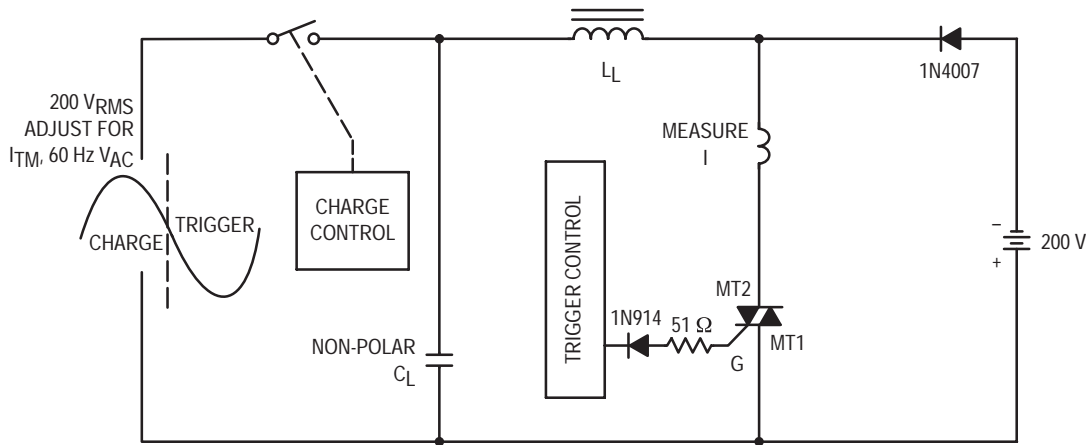 200 VRMS
ADJUST FOR
ITM, 60 Hz VAC
TRIGGER
CHARGE
CHARGE
CONTROL
NON-POLAR
CL
LL
TRIGGER CONTROL
MEASURE
I
1N4007
–
+
200 V
MT2
1N914
51 Ω
MT1
G